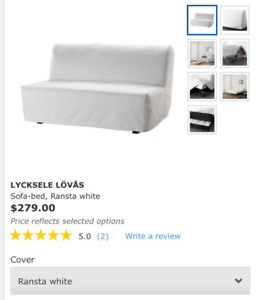 LYCKSELE LÖVÅS
Sofa-bed, Ransta white
$279.00
Price reflects selected options
5.0 (2) Write a review
Cover
Ransta white